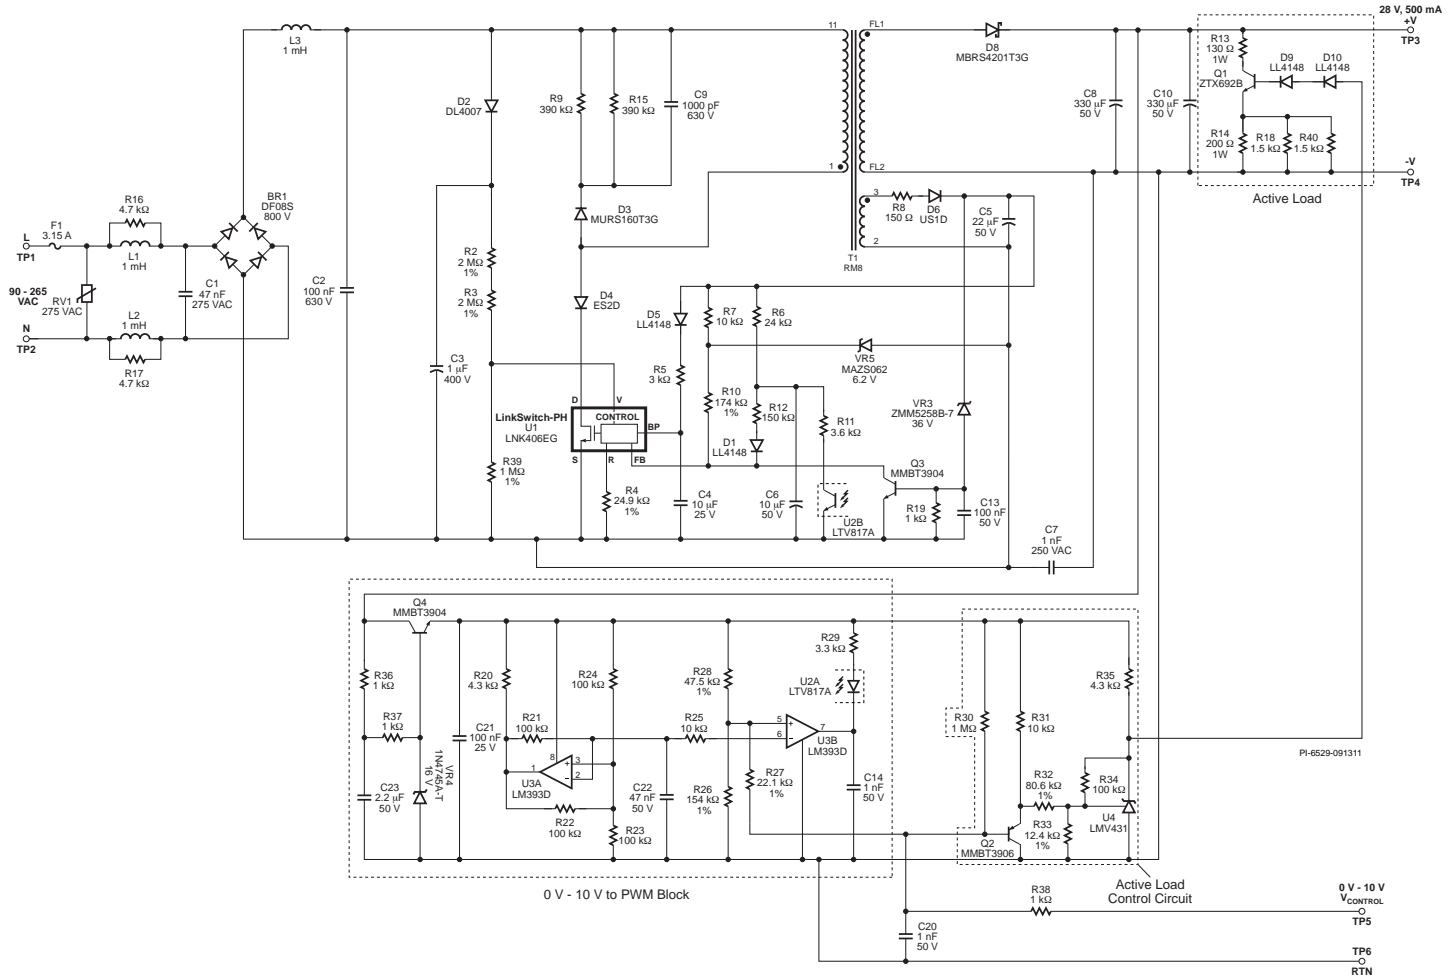 28 V, 500 mA
+V
TP3
L3
1 mH
11
FL1
D8
MBRS4201T3G
R13
130 Ω
1W
Q1
ZTX692B
D9
LL4148
D10
LL4148
D2
DL4007
R9
390 kΩ
R15
390 kΩ
C9
1000 pF
630 V
C8
330 µF
50 V
C10
330 µF
50 V
R14
200 Ω
1W
R18
1.5 kΩ
R40
1.5 kΩ
1
FL2
-V
TP4
Active Load
BR1
DF08S
800 V
R16
4.7 kΩ
F1
3.15 A
L
TP1
L1
1 mH
D3
MURS160T3G
3
R8
150 Ω
D6
US1D
C5
22 µF
50 V
2
T1
RM8
R2
2 MΩ
1%
R3
2 MΩ
1%
90 - 265
VAC
RV1
275 VAC
C1
47 nF
275 VAC
C2
100 nF
630 V
L2
1 mH
N
TP2
R17
4.7 kΩ
D4
ES2D
D5
LL4148
R7
10 kΩ
R6
24 kΩ
VR5
MAZS062
6.2 V
C3
1 µF
400 V
R5
3 kΩ
R10
174 kΩ
1%
R12
150 kΩ
R11
3.6 kΩ
VR3
ZMM5258B-7
36 V
D
V
LinkSwitch-PH
U1
LNK406EG
CONTROL
BP
S
R
FB
D1
LL4148
Q3
MMBT3904
R39
1 MΩ
1%
R4
24.9 kΩ
1%
C4
10 µF
25 V
C6
10 µF
50 V
U2B
LTV817A
R19
1 kΩ
C13
100 nF
50 V
C7
1 nF
250 VAC
Q4
MMBT3904
R36
1 kΩ
R37
1 kΩ
C23
2.2 µF
50 V
VR4
1N4745A-T
16 V
C21
100 nF
25 V
R20
4.3 kΩ
R21
100 kΩ
R24
100 kΩ
8
1
3
+
2
-
U3A
LM393D
R22
100 kΩ
R23
100 kΩ
C22
47 nF
50 V
R25
10 kΩ
R28
47.5 kΩ
1%
R26
154 kΩ
1%
R27
22.1 kΩ
1%
5
+
6
-
7
U3B
LM393D
R29
3.3 kΩ
U2A
LTV817A
C14
1 nF
50 V
R30
1 MΩ
R31
10 kΩ
R35
4.3 kΩ
R32
80.6 kΩ
1%
R34
100 kΩ
R33
12.4 kΩ
1%
U4
LMV431
Q2
MMBT3906
PI-6529-091311
0 V - 10 V to PWM Block
Active Load
Control Circuit
R38
1 kΩ
0 V - 10 V
VCONTROL
TP5
C20
1 nF
50 V
TP6
RTN